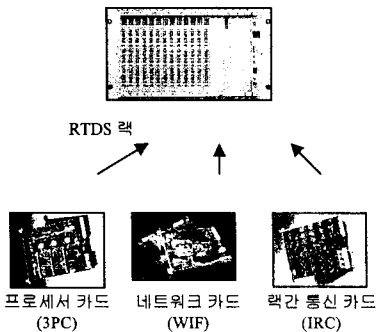 RTDS 랙
프로세서 카드 네트워크 카드 랙간 통신 카드
(3PC) (WIF) (IRC)